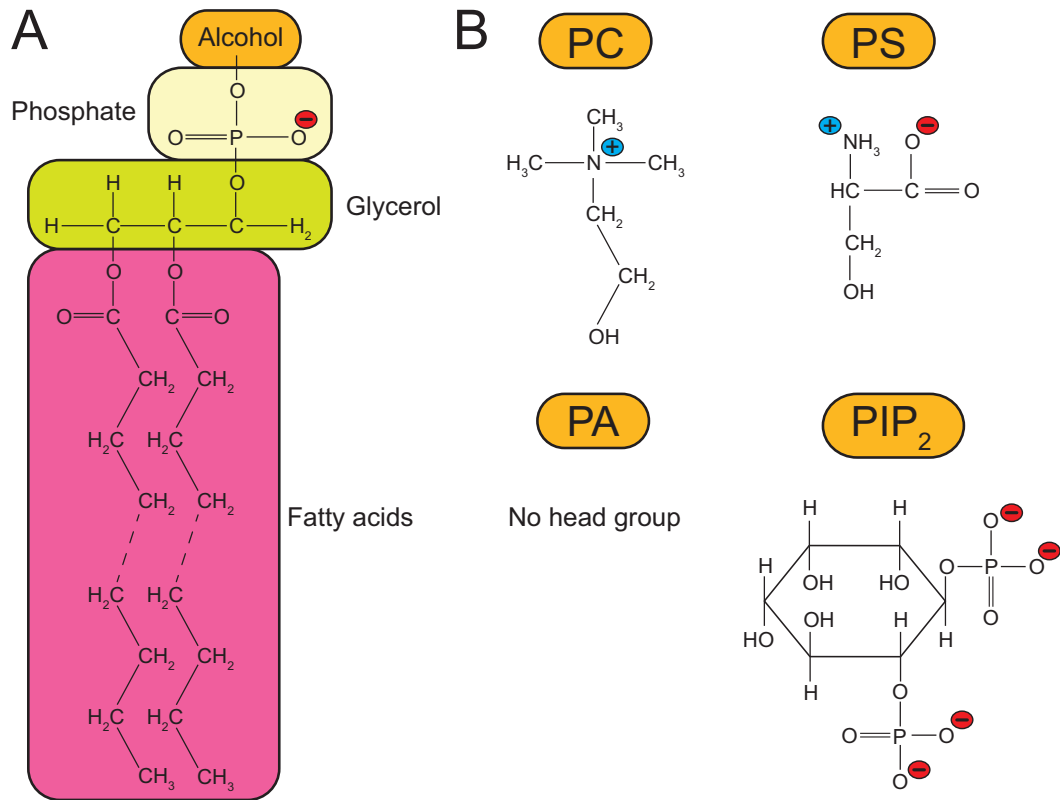 A
Alcohol
O
Phosphate
O P O −
O
Glycerol
H H
H C C C H₂
O O
O C C O
CH₂ CH₂
H₂C H₂C
CH₂ CH₂
Fatty acids
H₂C H₂C
CH₂ CH₂
H₂C H₂C
CH₃ CH₃
B
PC
CH₃
+
H₃C N CH₃
CH₂
CH₂
OH
PS
+ −
NH₃ O
HC C O
CH₂
OH
PA
No head group
PIP₂
H H O −
−
H O P O
OH HO
O
HO OH H H
H
O
−
O P O
O −